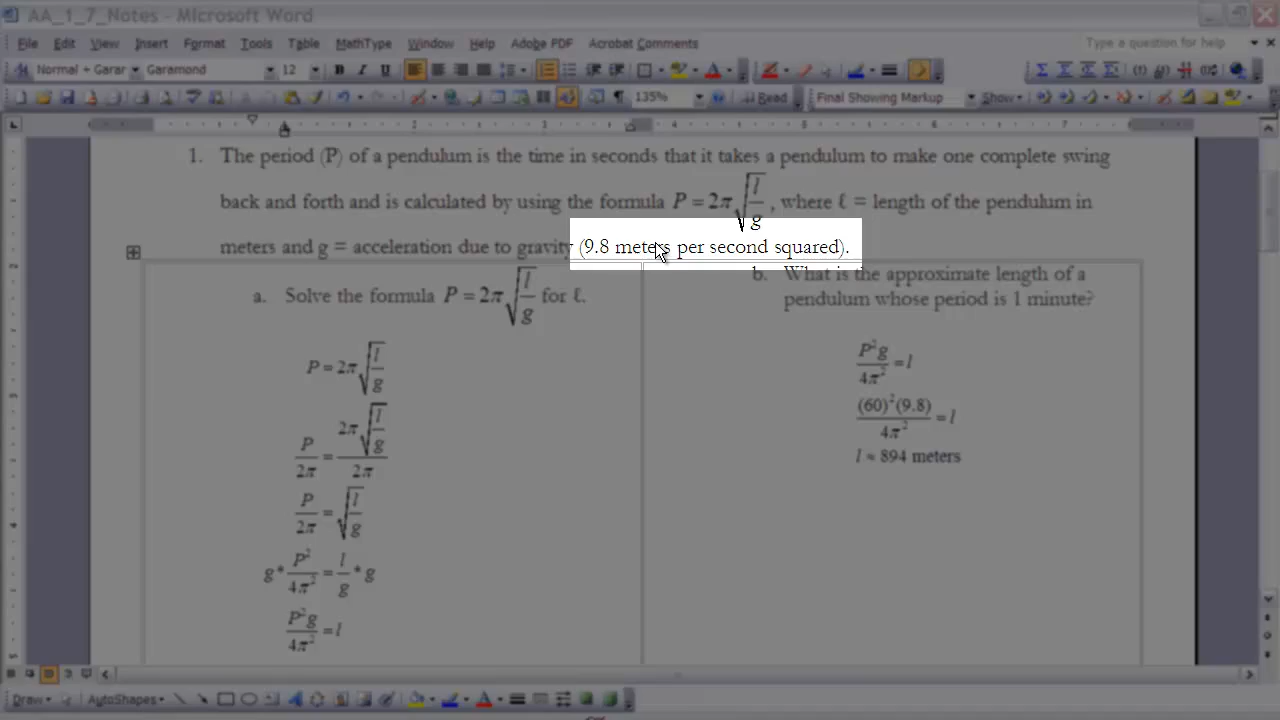 AA_1_7_Notes - Microsoft Word
File Edit View Insert Format Tools Table MathType Window Help Adobe PDF Acrobat Comments Type a question for help
Normal + Garar Garamond 12 B I U
135% Read Final Showing Markup Show
1. The period (P) of a pendulum is the time in seconds that it takes a pendulum to make one complete swing
back and forth and is calculated by using the formula P = 2π√(l/g), where ℓ = length of the pendulum in
meters and g = acceleration due to gravity (9.8 meters per second squared).
a. Solve the formula P = 2π√(l/g) for ℓ.
P = 2π√(l/g)
P/2π = 2π√(l/g)/2π
P/2π = √(l/g)
g * P²/4π² = l/g * g
P²g/4π² = l
b. What is the approximate length of a
pendulum whose period is 1 minute?
P²g/4π² = l
(60)²(9.8)/4π² = l
l ≈ 894 meters
Draw AutoShapes